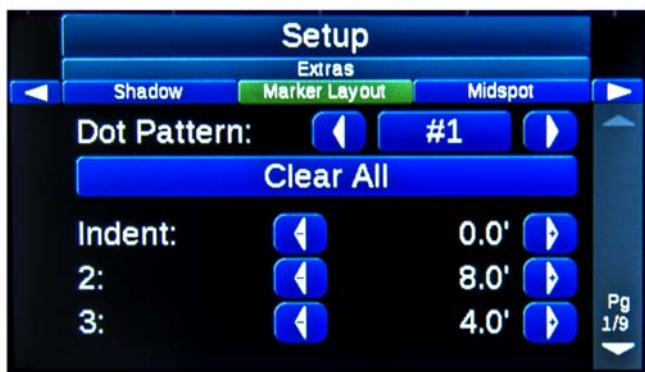 Setup
Extras
Shadow Marker Layout Midspot
Dot Pattern: #1
Clear All
Indent: - 0.0' +
2: - 8.0' +
3: - 4.0' +
Pg
1/9